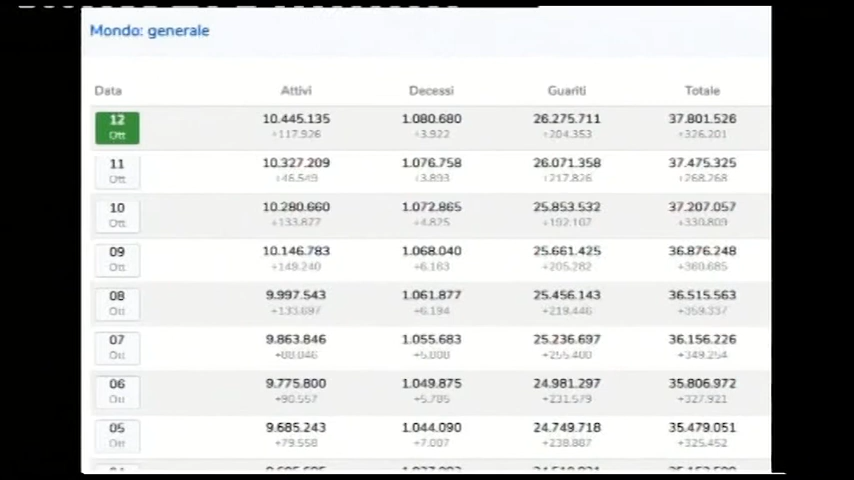 Mondo: generale
Data Attivi Decessi Guariti Totale
12 10.445.135 1.080.680 26.275.711 37.801.526
Ott +117.926 +3.922 +204.353 +326.201
11 10.327.209 1.076.758 26.071.358 37.475.325
Ott +46.549 +3.893 +217.826 +268.268
10 10.280.660 1.072.865 25.853.532 37.207.057
Ott +133.877 +4.825 +192.107 +330.809
09 10.146.783 1.068.040 25.661.425 36.876.248
Ott +149.240 +6.163 +205.282 +360.685
08 9.997.543 1.061.877 25.456.143 36.515.563
Ott +133.697 +6.194 +219.446 +359.337
07 9.863.846 1.055.683 25.236.697 36.156.226
Ott +88.046 +5.808 +255.400 +349.254
06 9.775.800 1.049.875 24.981.297 35.806.972
Ott +90.557 +5.785 +231.579 +327.921
05 9.685.243 1.044.090 24.749.718 35.479.051
Ott +79.558 +7.007 +238.887 +325.452